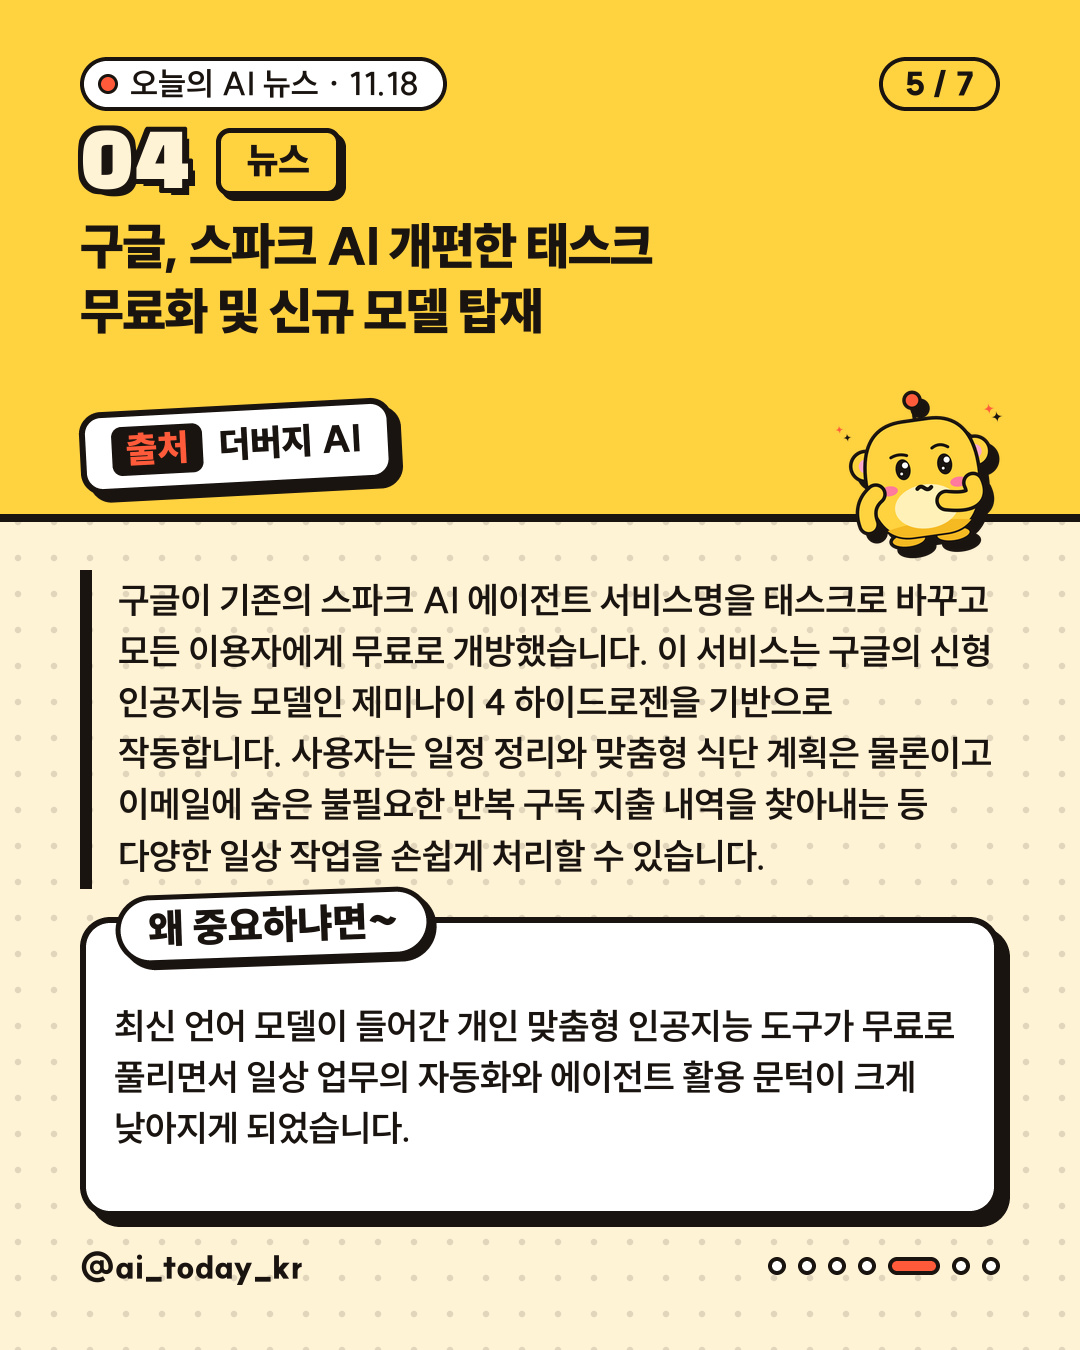 오늘의 AI 뉴스 · 11.18
5 / 7
04
뉴스
구글, 스파크 AI 개편한 태스크
무료화 및 신규 모델 탑재
출처 더버지 AI
구글이 기존의 스파크 AI 에이전트 서비스명을 태스크로 바꾸고
모든 이용자에게 무료로 개방했습니다. 이 서비스는 구글의 신형
인공지능 모델인 제미나이 4 하이드로젠을 기반으로
작동합니다. 사용자는 일정 정리와 맞춤형 식단 계획은 물론이고
이메일에 숨은 불필요한 반복 구독 지출 내역을 찾아내는 등
다양한 일상 작업을 손쉽게 처리할 수 있습니다.
왜 중요하냐면~
최신 언어 모델이 들어간 개인 맞춤형 인공지능 도구가 무료로
풀리면서 일상 업무의 자동화와 에이전트 활용 문턱이 크게
낮아지게 되었습니다.
@ai_today_kr